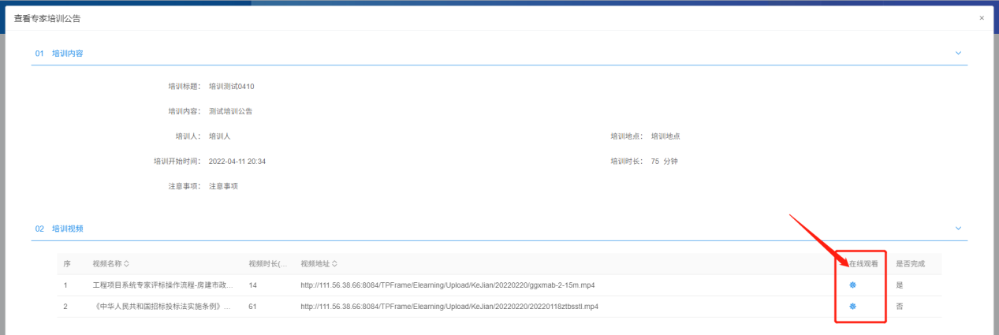 查看专家培训公告 ×
01 培训内容
培训标题： 培训测试0410
培训内容： 测试培训公告
培训人： 培训人 培训地点： 培训地点
培训开始时间： 2022-04-11 20:34 培训时长： 75 分钟
注意事项： 注意事项
02 培训视频
序 视频名称 视频时长(... 视频地址 在线观看 是否完成
1 工程项目系统专家评标操作流程-房建市政... 14 http://111.56.38.66:8084/TPFrame/Elearning/Upload/KeJian/20220220/ggxmab-2-15m.mp4 是
2 《中华人民共和国招标投标法实施条例》... 61 http://111.56.38.66:8084/TPFrame/Elearning/Upload/KeJian/20220220/20220118ztbsstl.mp4 否